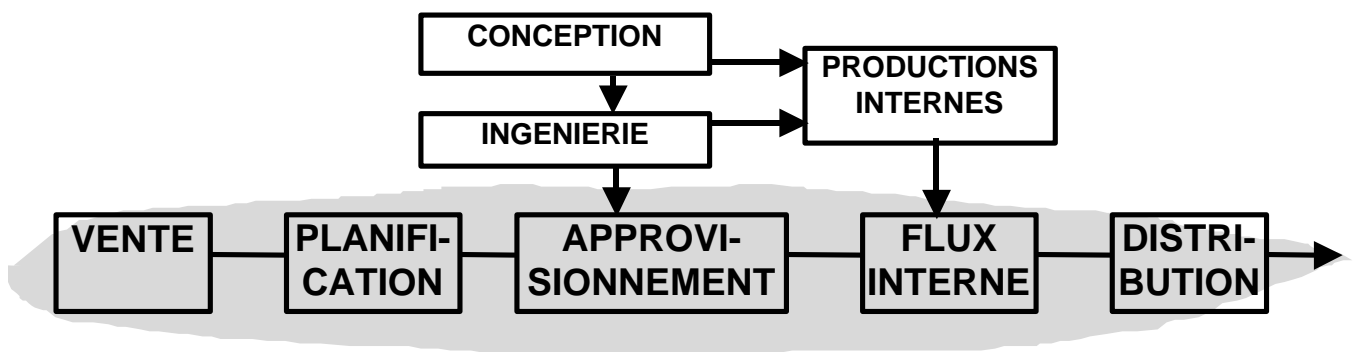 CONCEPTION
PRODUCTIONS
INTERNES
INGENIERIE
VENTE
PLANIFI-
CATION
APPROVI-
SIONNEMENT
FLUX
INTERNE
DISTRI-
BUTION